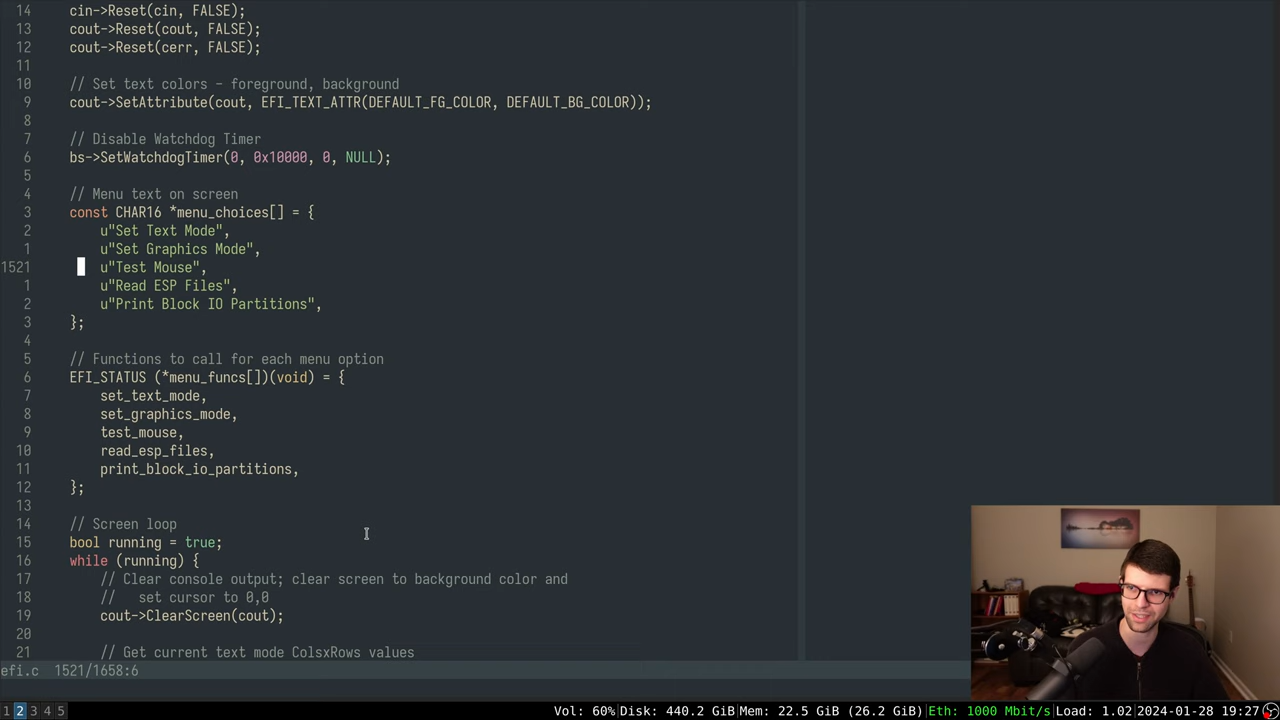 14 cin->Reset(cin, FALSE);
13 cout->Reset(cout, FALSE);
12 cout->Reset(cerr, FALSE);
11
10 // Set text colors - foreground, background
9 cout->SetAttribute(cout, EFI_TEXT_ATTR(DEFAULT_FG_COLOR, DEFAULT_BG_COLOR));
8
7 // Disable Watchdog Timer
6 bs->SetWatchdogTimer(0, 0x10000, 0, NULL);
5
4 // Menu text on screen
3 const CHAR16 *menu_choices[] = {
2 u"Set Text Mode",
1 u"Set Graphics Mode",
1521 u"Test Mouse",
1 u"Read ESP Files",
2 u"Print Block IO Partitions",
3 };
4
5 // Functions to call for each menu option
6 EFI_STATUS (*menu_funcs[])(void) = {
7 set_text_mode,
8 set_graphics_mode,
9 test_mouse,
10 read_esp_files,
11 print_block_io_partitions,
12 };
13
14 // Screen loop
15 bool running = true;
16 while (running) {
17 // Clear console output; clear screen to background color and
18 // set cursor to 0,0
19 cout->ClearScreen(cout);
20
21 // Get current text mode ColsxRows values
efi.c 1521/1658:6
1 2 3 4 5 Vol: 60%|Disk: 440.2 GiB|Mem: 22.5 GiB (26.2 GiB)|Eth: 1000 Mbit/s|Load: 1.02|2024-01-28 19:27